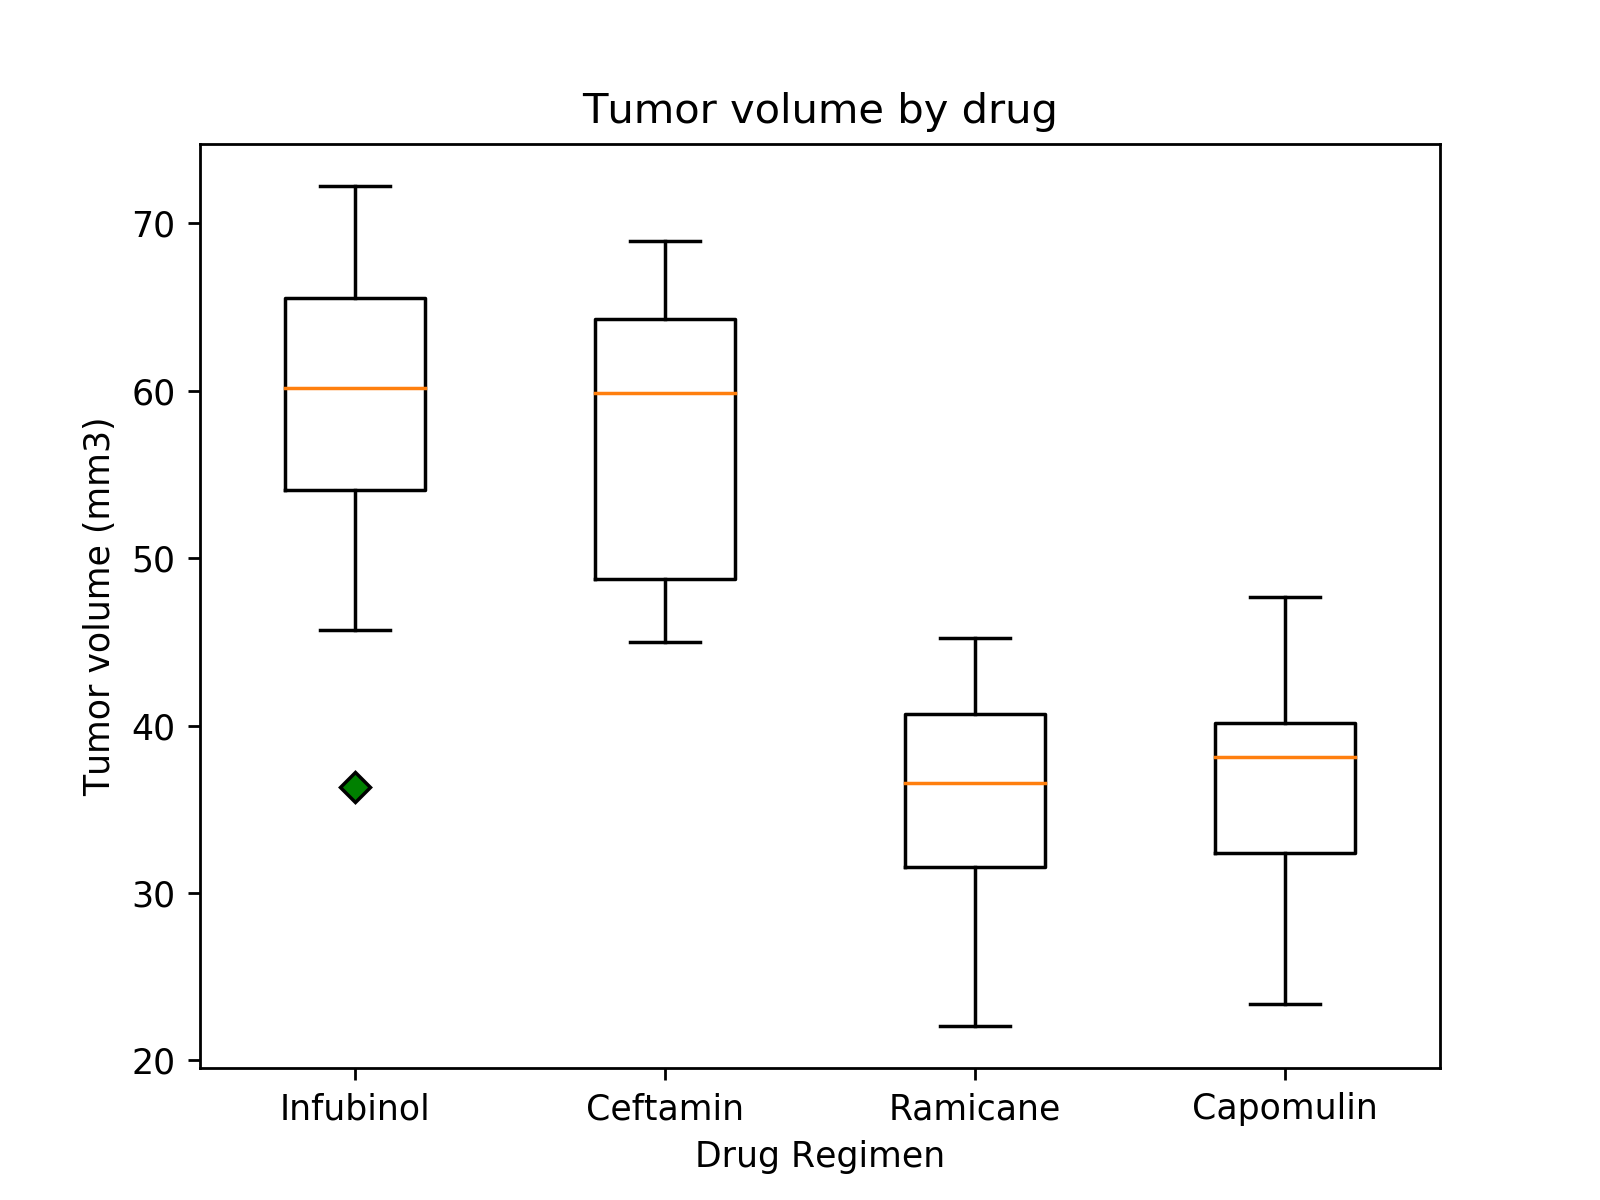 Tumor volume by drug
Tumor volume (mm3)
70
60
50
40
30
20
Infubinol Ceftamin Ramicane Capomulin
Drug Regimen